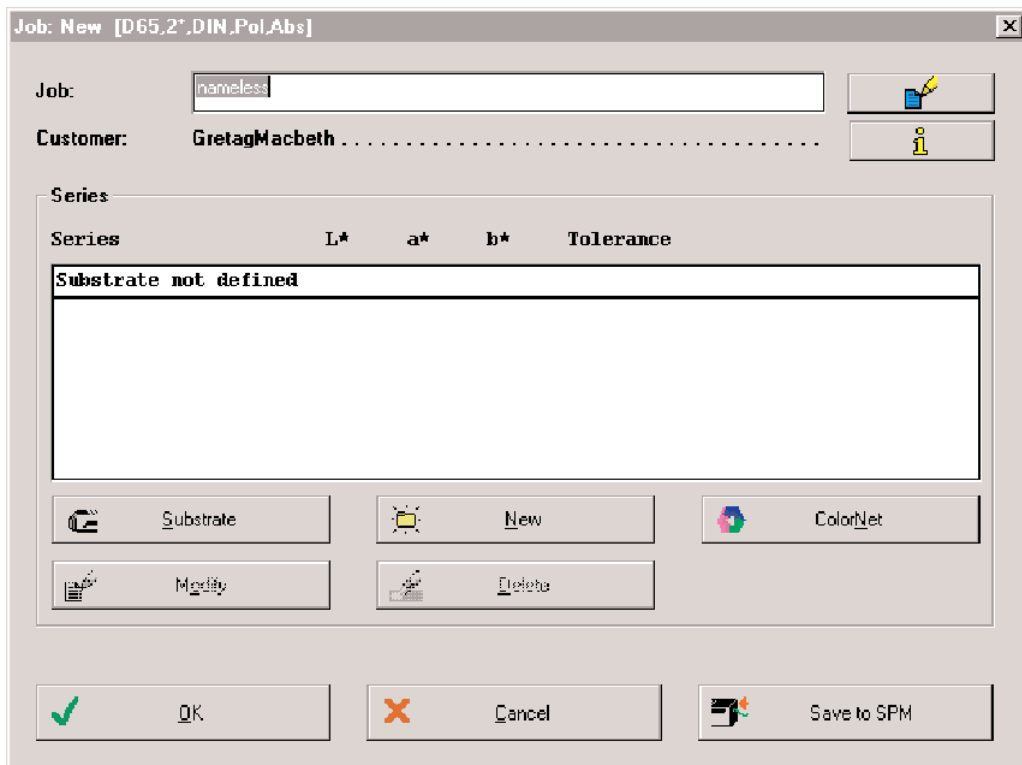 Job: New [D65,2°,DIN,Pol,Abs]
Job: nameless
Customer: GretagMacbeth . . . . . . . . . . . . . . . . . . . . . . . . . . . . . . . . . . . . .
Series
Series L* a* b* Tolerance
Substrate not defined
Substrate New ColorNet
Modify Delete
OK Cancel Save to SPM